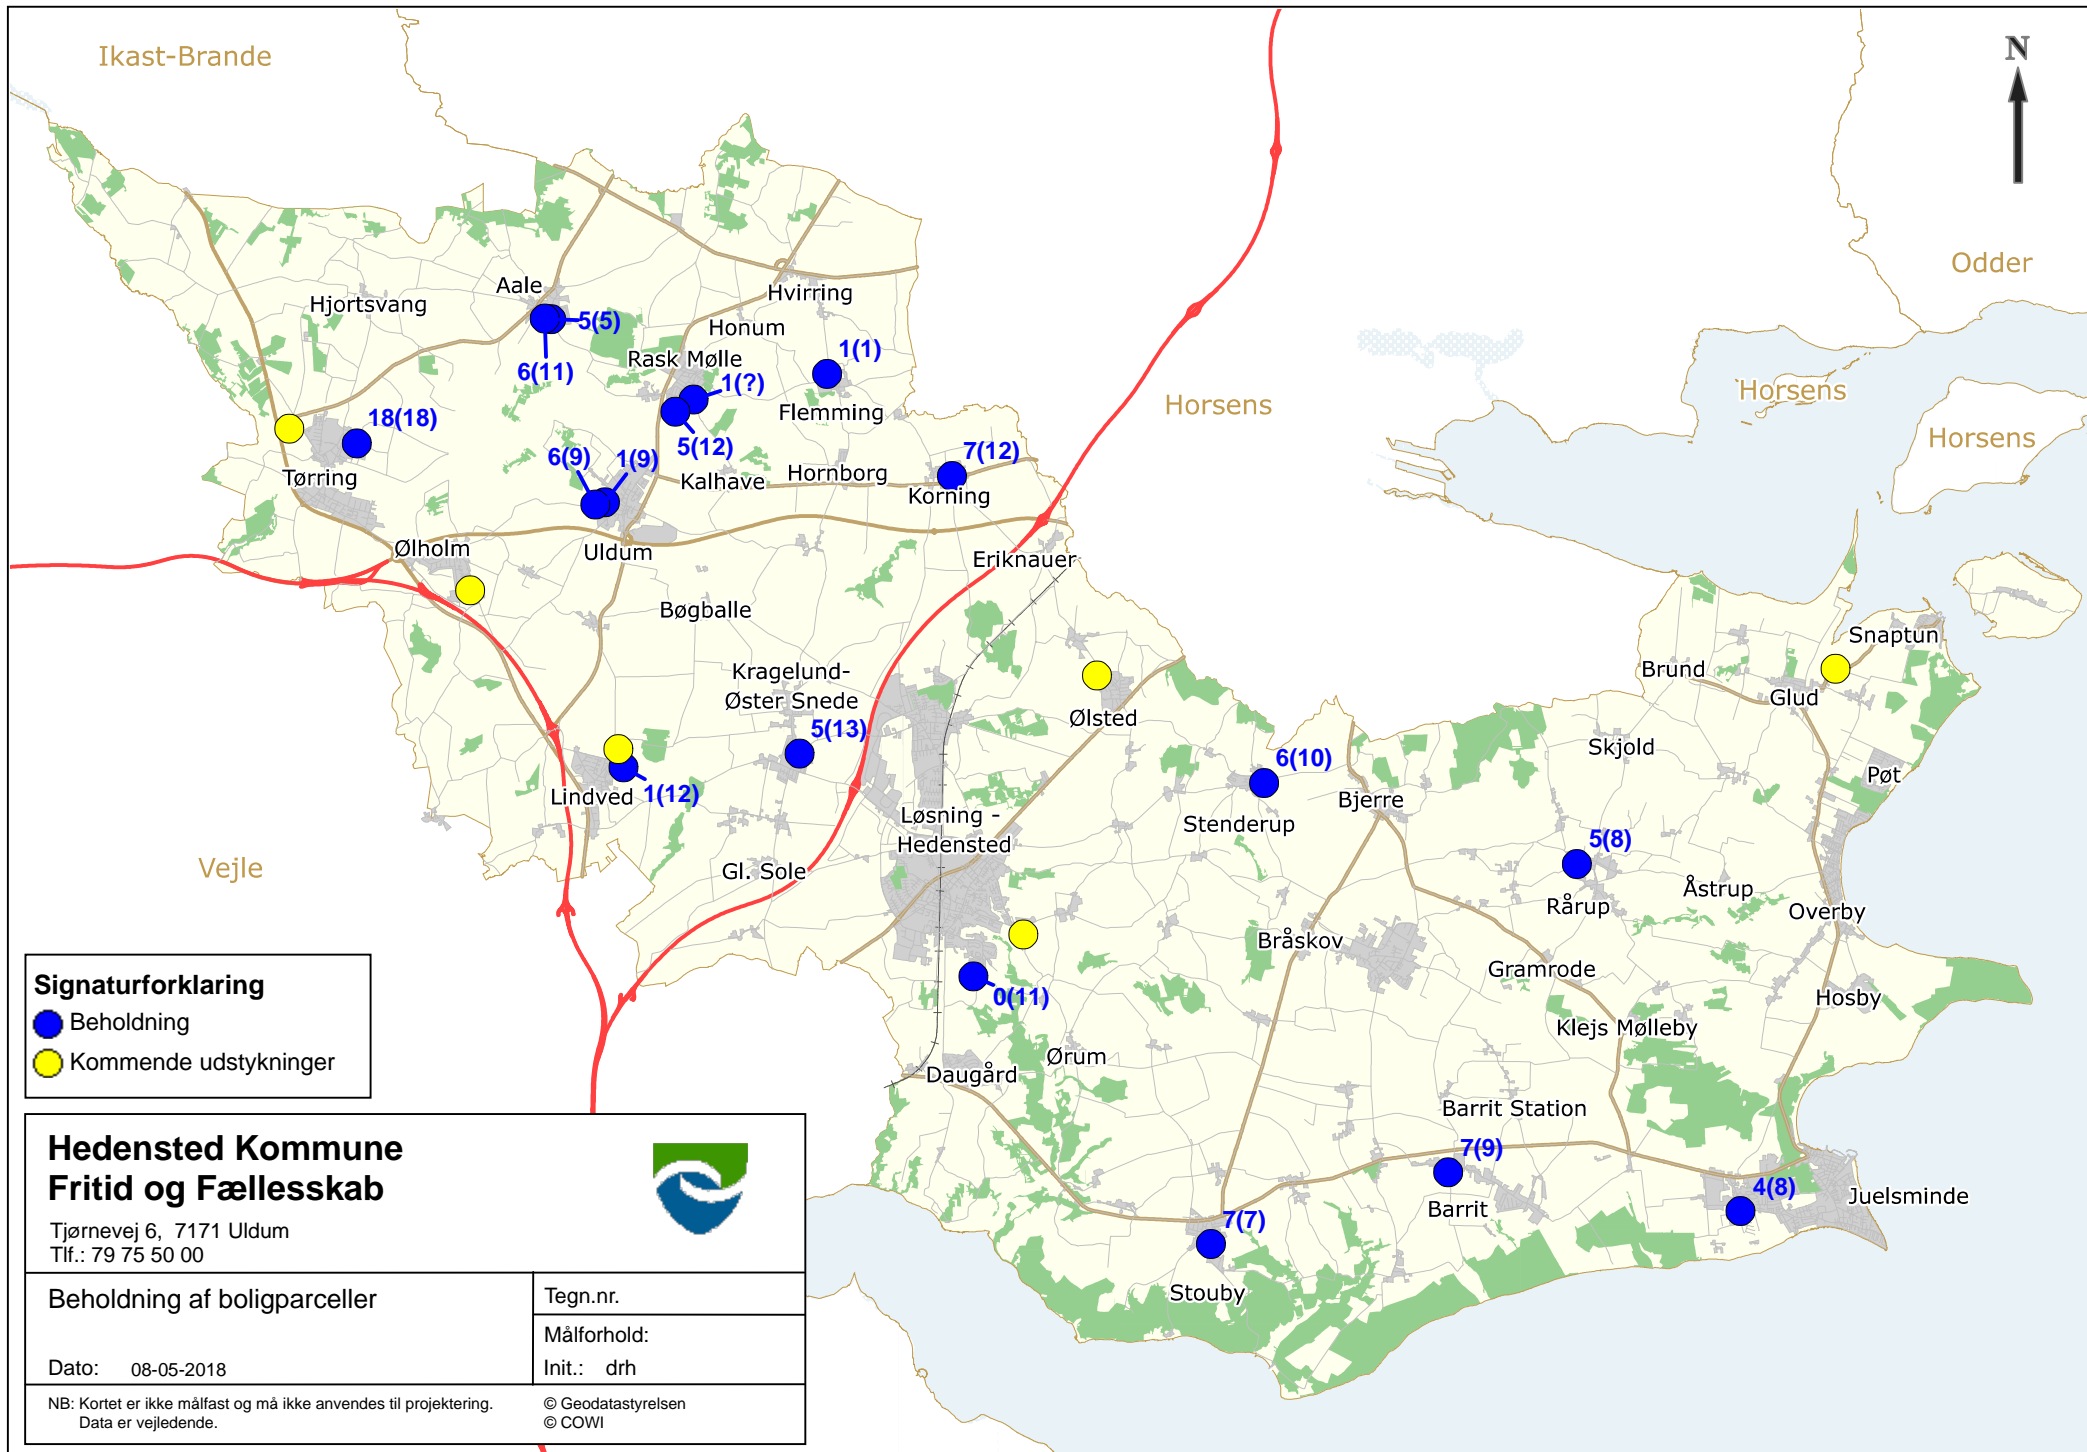 Ikast-Brande
N
Odder
Hjortsvang
Aale
5(5)
6(11)
Hvirring
Honum
Rask Mølle
1(?)
5(12)
1(1)
Flemming
Horsens
Horsens
Horsens
18(18)
Tørring
6(9)
1(9)
Kalhave
Hornborg
7(12)
Korning
Ølholm
Uldum
Eriknauer
Bøgballe
Kragelund-
Øster Snede
5(13)
Ølsted
Snaptun
Brund
Glud
Skjold
Pøt
Lindved
1(12)
6(10)
Stenderup
Bjerre
Løsning -
Hedensted
Gl. Sole
Vejle
5(8)
Rårup
Åstrup
Overby
Bråskov
Gramrode
Hosby
0(11)
Klejs Mølleby
Ørum
Daugård
Barrit Station
7(9)
Barrit
4(8)
Juelsminde
7(7)
Stouby
Signaturforklaring
Beholdning
Kommende udstykninger
Hedensted Kommune
Fritid og Fællesskab
Tjørnevej 6, 7171 Uldum
Tlf.: 79 75 50 00
Beholdning af boligparceller
Dato: 08-05-2018
Tegn.nr.
Målforhold:
Init.: drh
NB: Kortet er ikke målfast og må ikke anvendes til projektering.
Data er vejledende.
© Geodatastyrelsen
© COWI